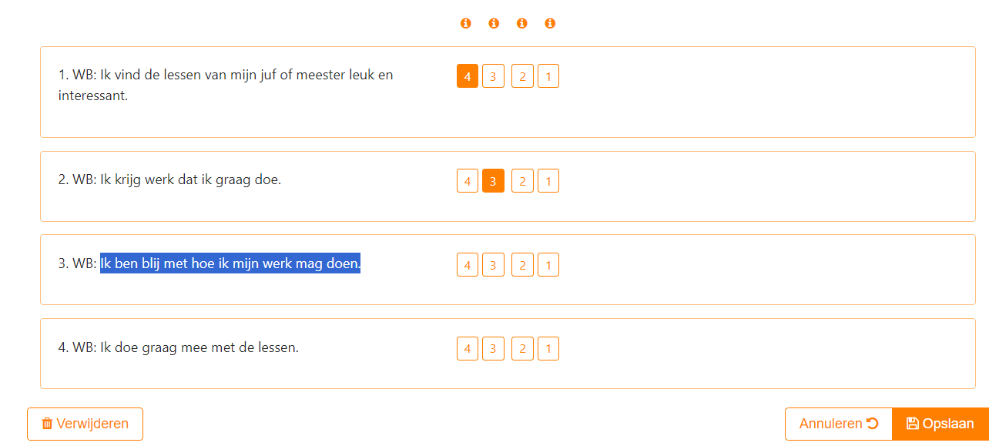 1. WB: Ik vind de lessen van mijn juf of meester leuk en
interessant.
4 3 2 1
2. WB: Ik krijg werk dat ik graag doe.
4 3 2 1
3. WB: Ik ben blij met hoe ik mijn werk mag doen.
4 3 2 1
4. WB: Ik doe graag mee met de lessen.
4 3 2 1
Verwijderen
Annuleren
Opslaan